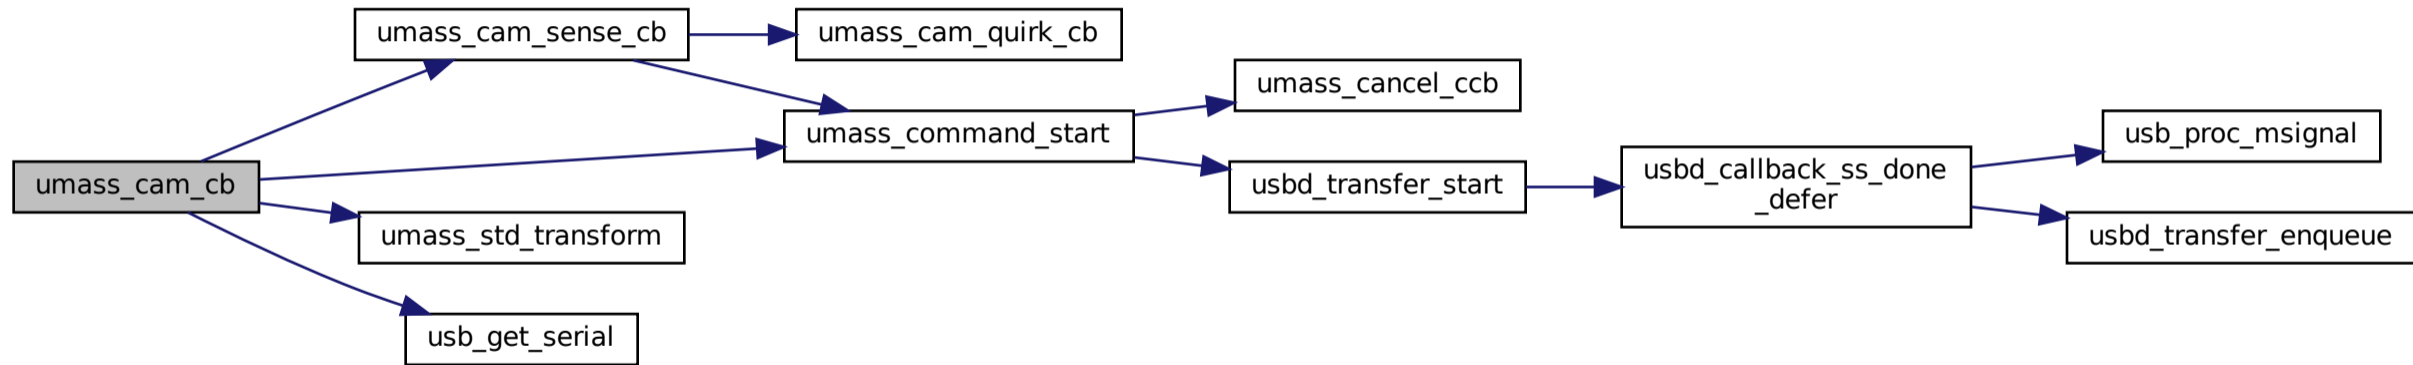 umass_cam_sense_cb
umass_cam_quirk_cb
umass_cancel_ccb
umass_command_start
usb_proc_msignal
umass_cam_cb
usbd_transfer_start
usbd_callback_ss_done
_defer
umass_std_transform
usbd_transfer_enqueue
usb_get_serial